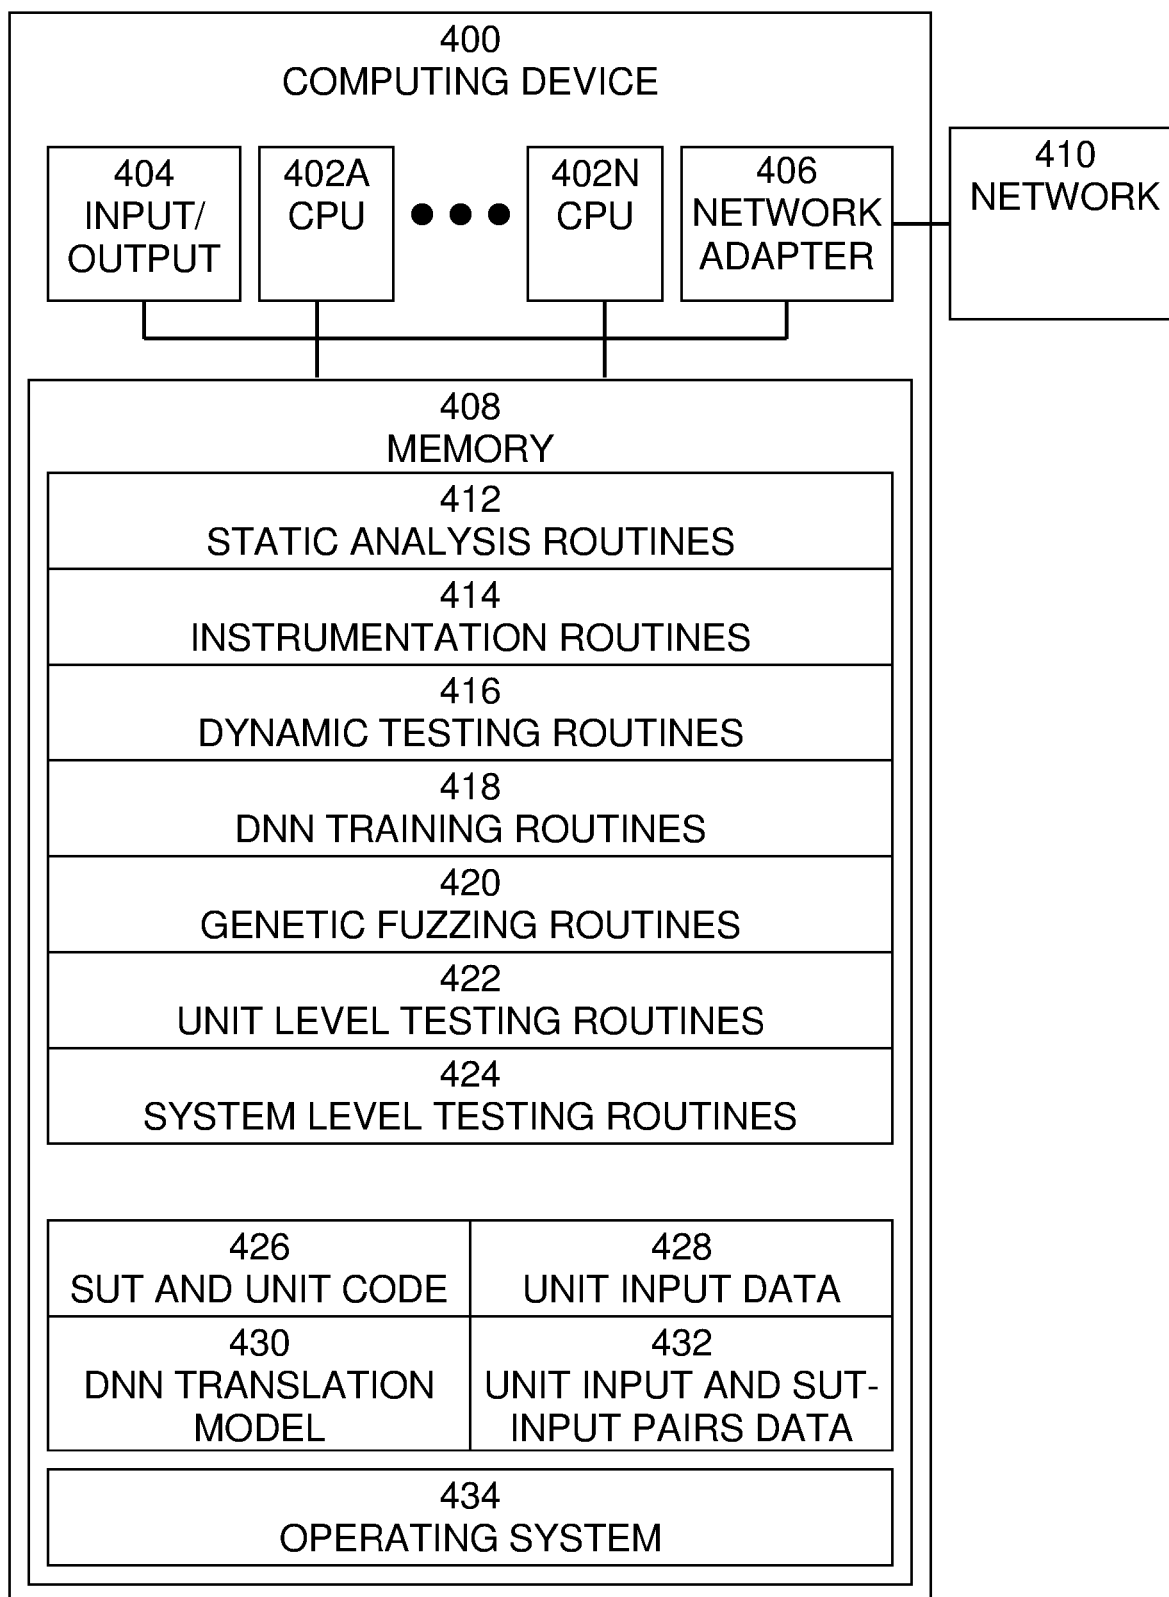 400
COMPUTING DEVICE
404
INPUT/
OUTPUT
402A
CPU
402N
CPU
406
NETWORK
ADAPTER
410
NETWORK
408
MEMORY
412
STATIC ANALYSIS ROUTINES
414
INSTRUMENTATION ROUTINES
416
DYNAMIC TESTING ROUTINES
418
DNN TRAINING ROUTINES
420
GENETIC FUZZING ROUTINES
422
UNIT LEVEL TESTING ROUTINES
424
SYSTEM LEVEL TESTING ROUTINES
426
SUT AND UNIT CODE
428
UNIT INPUT DATA
430
DNN TRANSLATION
MODEL
432
UNIT INPUT AND SUT-
INPUT PAIRS DATA
434
OPERATING SYSTEM